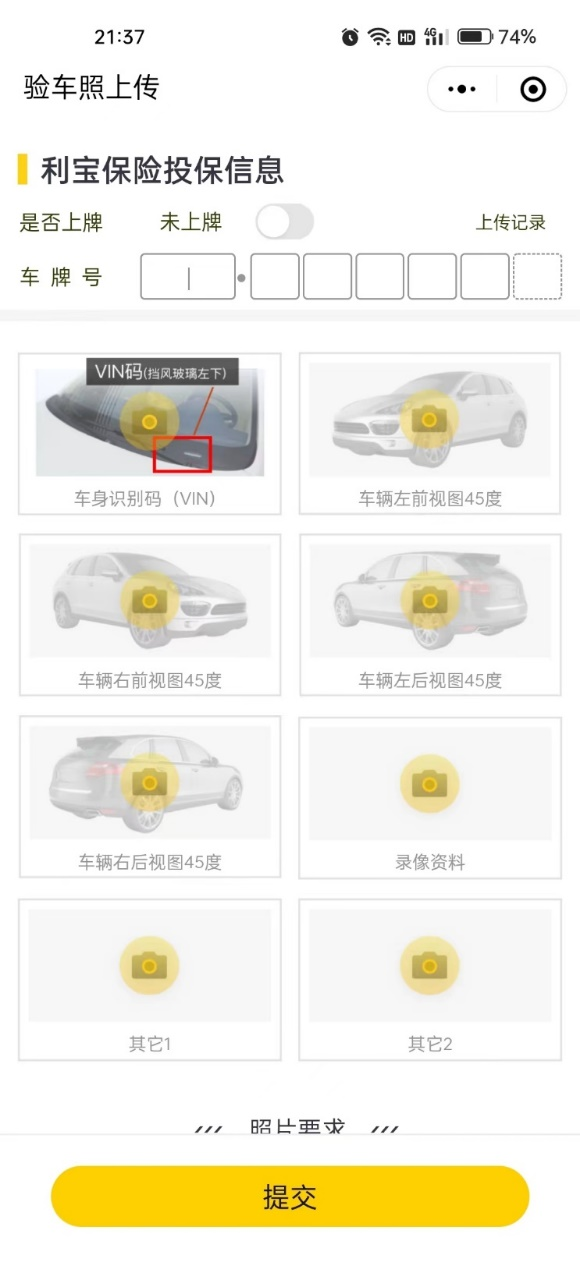 21:37
HD 4G 74%
验车照上传
利宝保险投保信息
是否上牌 未上牌 上传记录
车牌号
VIN码(挡风玻璃左下)
车身识别码（VIN） 车辆左前视图45度
车辆右前视图45度 车辆左后视图45度
车辆右后视图45度 录像资料
其它1 其它2
照片要求
提交